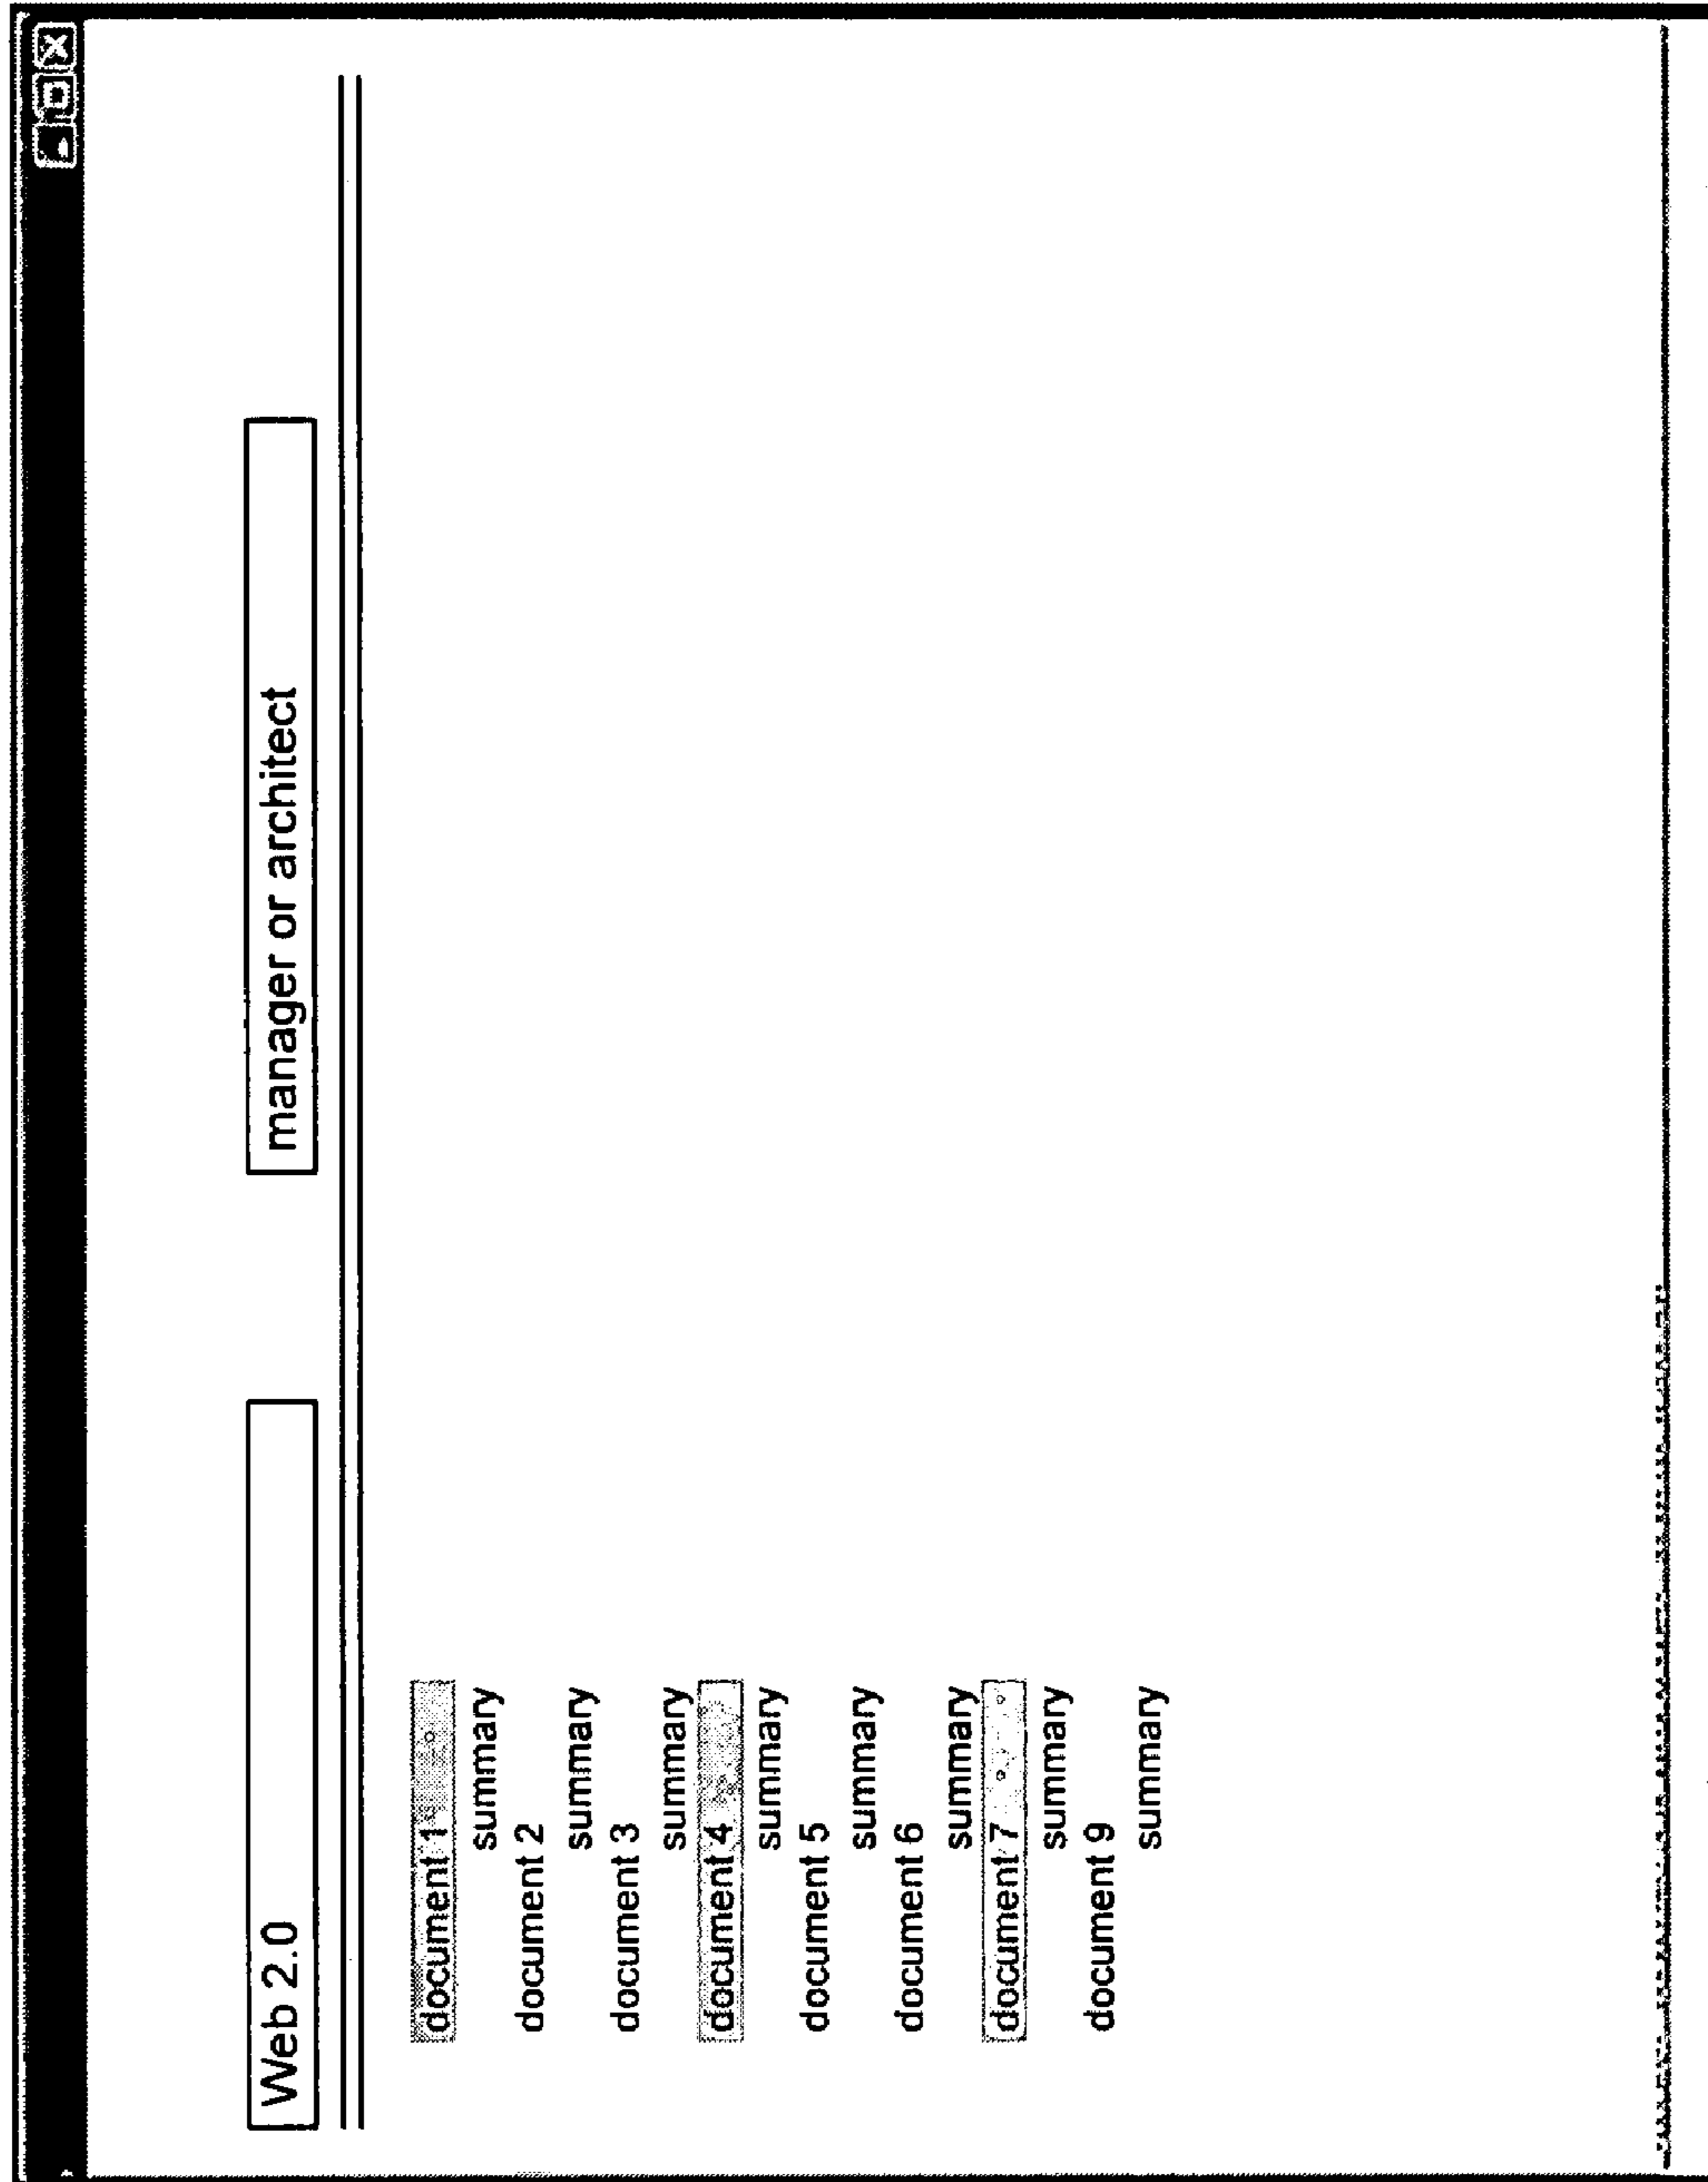 Web 2.0
manager or architect
document 1
summary
document 2
summary
document 3
summary
document 4
summary
document 5
summary
document 6
summary
document 7
summary
document 9
summary